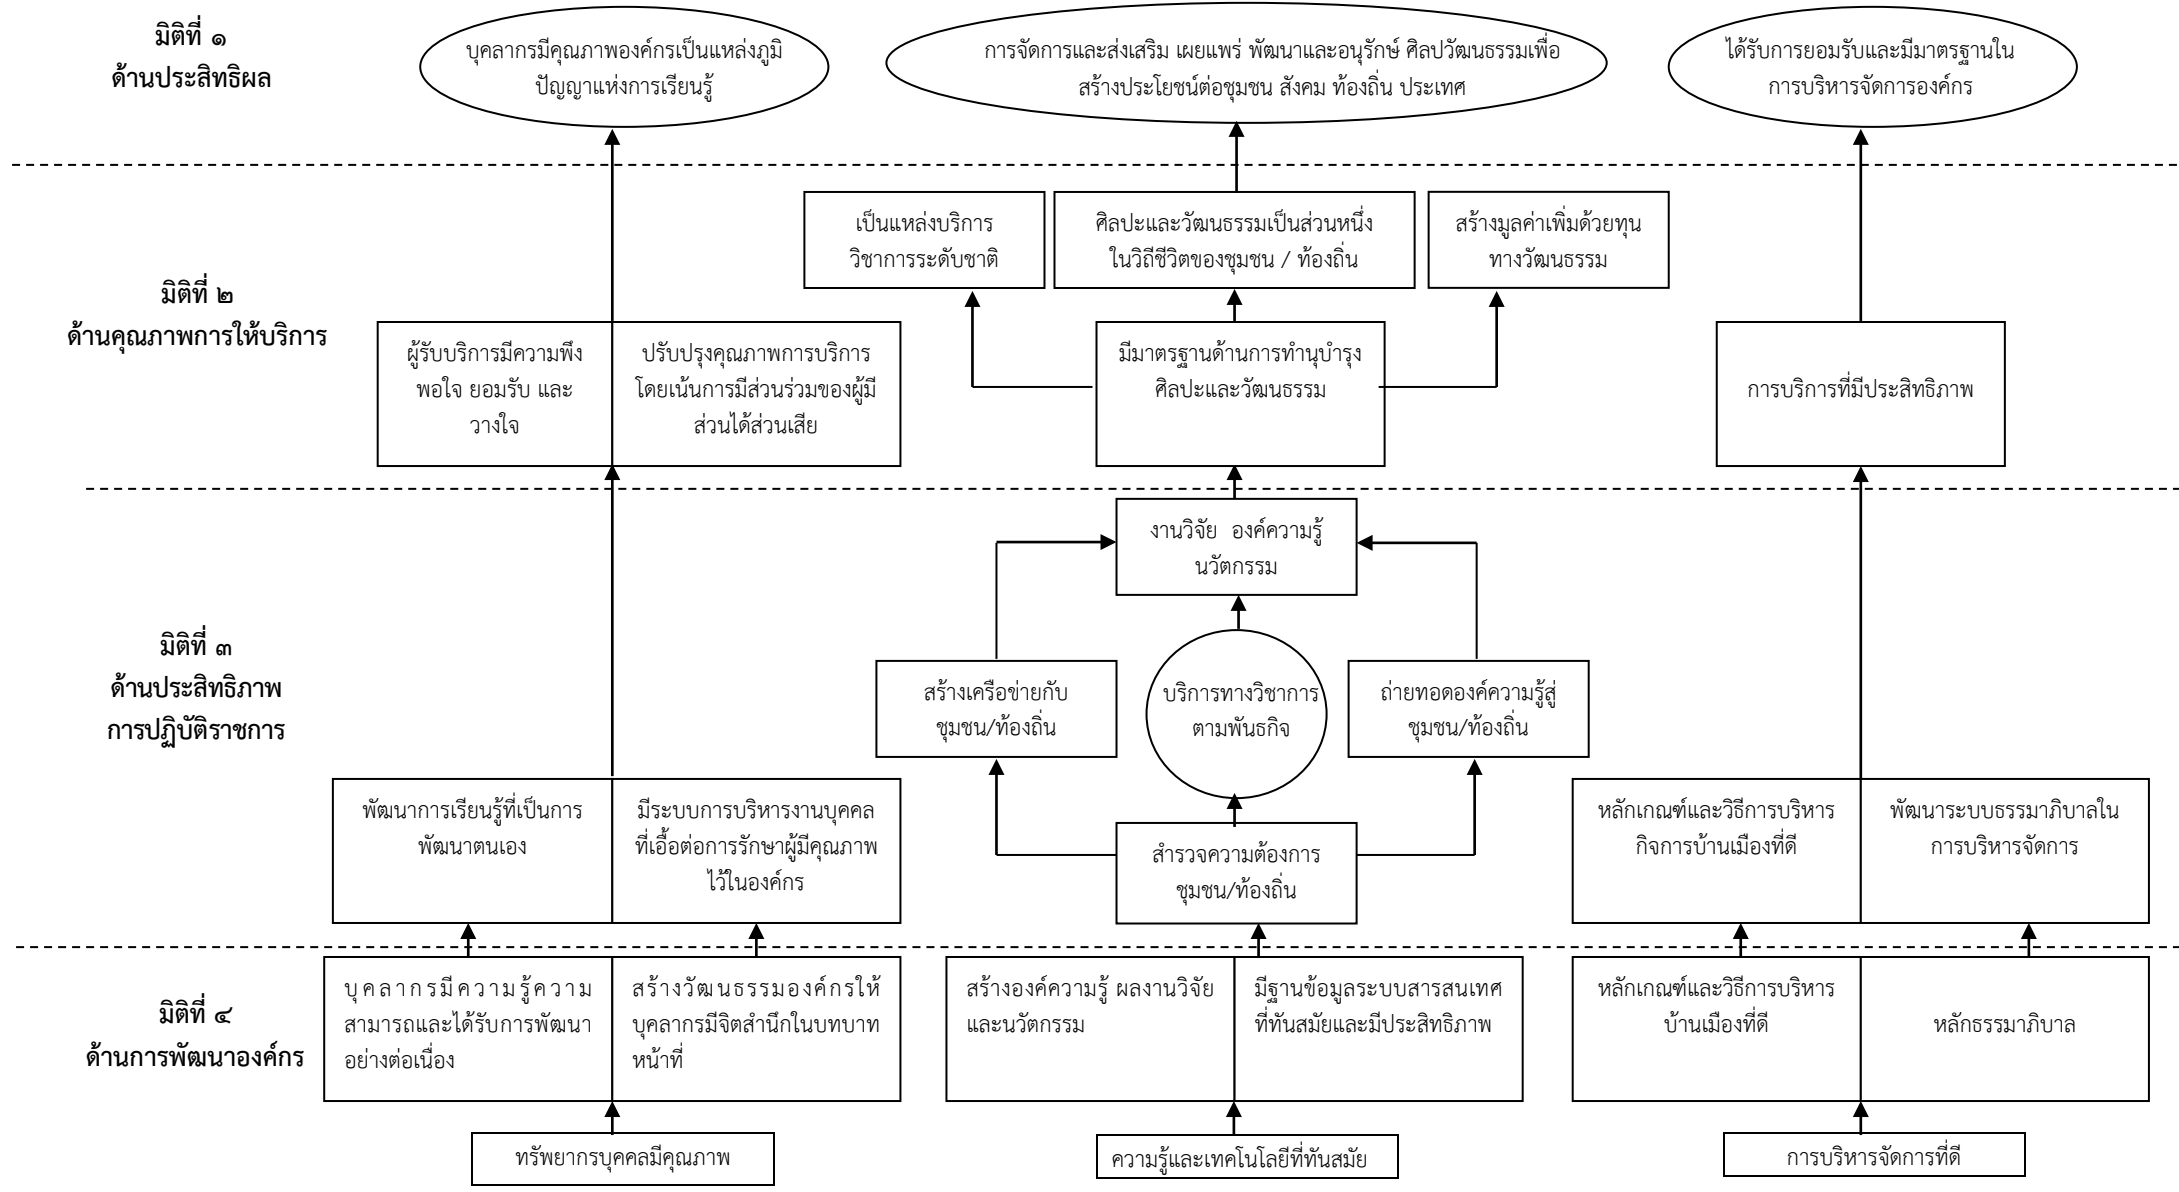 มิติที่ ๑
ด้านประสิทธิผล
บุคลากรมีคุณภาพองค์กรเป็นแหล่งภูมิ
ปัญญาแห่งการเรียนรู้
การจัดการและส่งเสริม เผยแพร่ พัฒนาและอนุรักษ์ ศิลปวัฒนธรรมเพื่อ
สร้างประโยชน์ต่อชุมชน สังคม ท้องถิ่น ประเทศ
ได้รับการยอมรับและมีมาตรฐานใน
การบริหารจัดการองค์กร
มิติที่ ๒
ด้านคุณภาพการให้บริการ
เป็นแหล่งบริการ
วิชาการระดับชาติ
ศิลปะและวัฒนธรรมเป็นส่วนหนึ่ง
ในวิถีชีวิตของชุมชน / ท้องถิ่น
สร้างมูลค่าเพิ่มด้วยทุน
ทางวัฒนธรรม
ผู้รับบริการมีความพึง
พอใจ ยอมรับ และ
วางใจ
ปรับปรุงคุณภาพการบริการ
โดยเน้นการมีส่วนร่วมของผู้มี
ส่วนได้ส่วนเสีย
มีมาตรฐานด้านการทำนุบำรุง
ศิลปะและวัฒนธรรม
การบริการที่มีประสิทธิภาพ
มิติที่ ๓
ด้านประสิทธิภาพ
การปฏิบัติราชการ
งานวิจัย องค์ความรู้
นวัตกรรม
สร้างเครือข่ายกับ
ชุมชน/ท้องถิ่น
บริการทางวิชาการ
ตามพันธกิจ
ถ่ายทอดองค์ความรู้สู่
ชุมชน/ท้องถิ่น
พัฒนาการเรียนรู้ที่เป็นการ
พัฒนาตนเอง
มีระบบการบริหารงานบุคคล
ที่เอื้อต่อการรักษาผู้มีคุณภาพ
ไว้ในองค์กร
สำรวจความต้องการ
ชุมชน/ท้องถิ่น
หลักเกณฑ์และวิธีการบริหาร
กิจการบ้านเมืองที่ดี
พัฒนาระบบธรรมาภิบาลใน
การบริหารจัดการ
มิติที่ ๔
ด้านการพัฒนาองค์กร
บุคลากรมีความรู้ความ
สามารถและได้รับการพัฒนา
อย่างต่อเนื่อง
สร้างวัฒนธรรมองค์กรให้
บุคลากรมีจิตสำนึกในบทบาท
หน้าที่
สร้างองค์ความรู้ ผลงานวิจัย
และนวัตกรรม
มีฐานข้อมูลระบบสารสนเทศ
ที่ทันสมัยและมีประสิทธิภาพ
หลักเกณฑ์และวิธีการบริหาร
บ้านเมืองที่ดี
หลักธรรมาภิบาล
ทรัพยากรบุคคลมีคุณภาพ
ความรู้และเทคโนโลยีที่ทันสมัย
การบริหารจัดการที่ดี